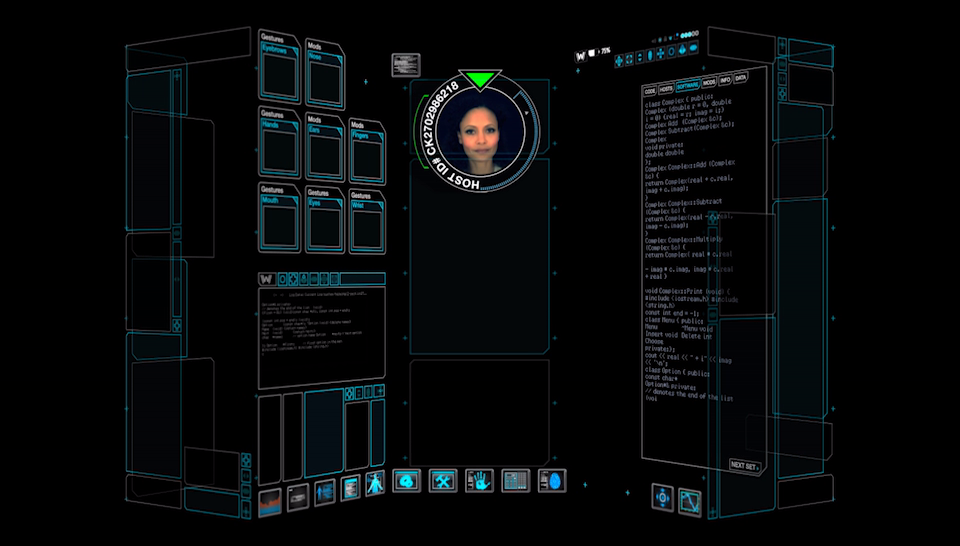 Gestures
Eyebrows
Mods
Nose
Gestures
Hands
Mods
Ears
Mods
Fingers
Gestures
Mouth
Gestures
Eyes
Gestures
Wrist
W
HOST ID# CK2702986218
W
75%
CODE HOSTS SOFTWARE MODE INFO DATA
class Complex { public:
Complex (double r = 0, double
i = 0) {real = r; imag = i;}
Complex Add (Complex &c);
Complex Subtract(Complex &c);
Complex
void private:
double double
};
Complex Complex::Add (Complex
&c) {
return Complex(real + c.real,
imag + c.imag);
}
Complex Complex::Subtract
(Complex &c) {
return Complex(real - c.real,
imag - c.imag);
}
Complex Complex::Multiply
(Complex &c) {
return Complex( real * c.real
- imag * c.imag, imag * c.real
+ real }
void Complex::Print (void) {
#include <iostream.h> #include
<string.h>
const int end = -1;
class Menu { public:
Menu ~Menu void
Insert void Delete int
Choose
private:
cout << real << " + i" << imag
<< '\n';
class Option { public:
const char*
Option*& private:
// denotes the end of the list
(voi
NEXT SET